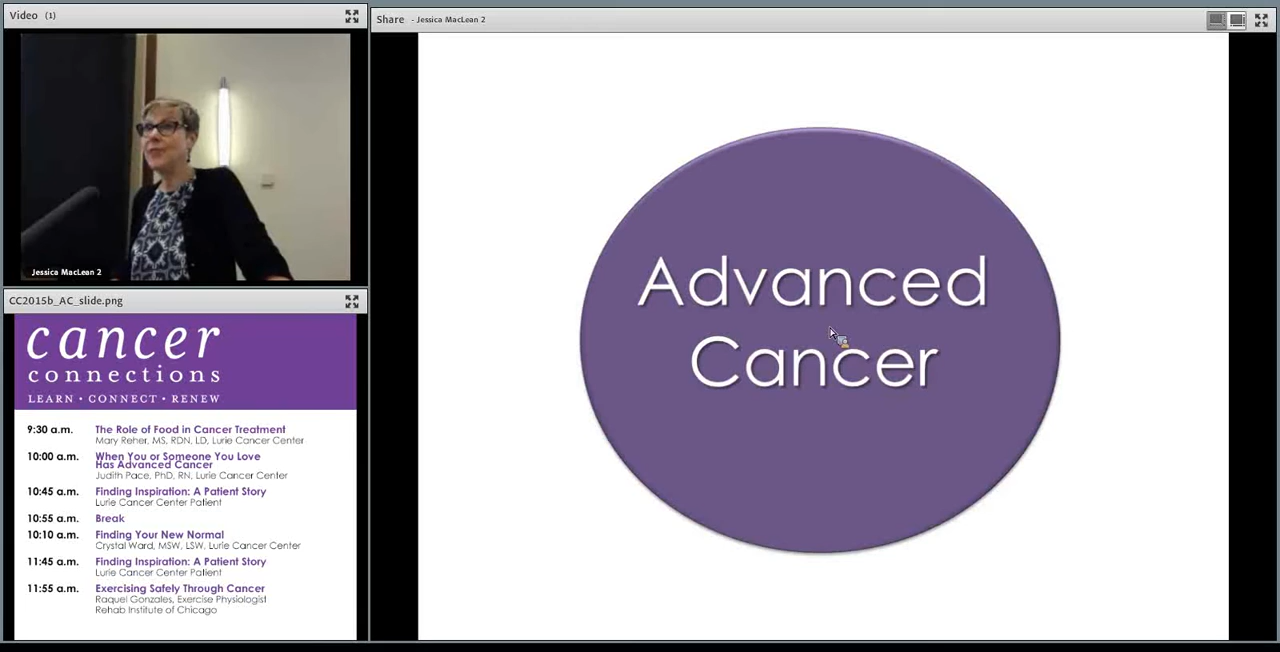 Video (1)
Jessica MacLean 2
CC2015b_AC_slide.png
cancer
connections
LEARN • CONNECT • RENEW
9:30 a.m. The Role of Food in Cancer Treatment
Mary Reher, MS, RDN, LD, Lurie Cancer Center
10:00 a.m. When You or Someone You Love
Has Advanced Cancer
Judith Pace, PhD, RN, Lurie Cancer Center
10:45 a.m. Finding Inspiration: A Patient Story
Lurie Cancer Center Patient
10:55 a.m. Break
10:10 a.m. Finding Your New Normal
Crystal Ward, MSW, LSW, Lurie Cancer Center
11:45 a.m. Finding Inspiration: A Patient Story
Lurie Cancer Center Patient
11:55 a.m. Exercising Safely Through Cancer
Raquel Gonzales, Exercise Physiologist
Rehab Institute of Chicago
Share - Jessica MacLean 2
Advanced
Cancer